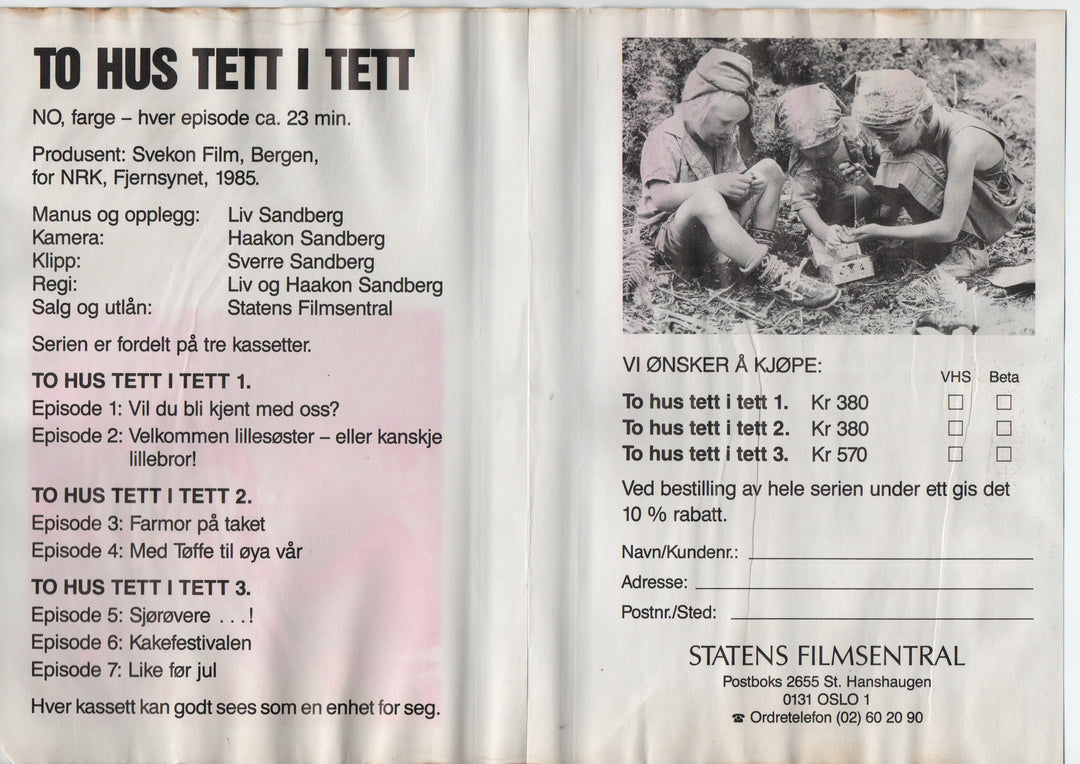 TO HUS TETT I TETT
NO, farge – hver episode ca. 23 min.
Produsent: Svekon Film, Bergen,
for NRK, Fjernsynet, 1985.
Manus og opplegg: Liv Sandberg
Kamera: Haakon Sandberg
Klipp: Sverre Sandberg
Regi: Liv og Haakon Sandberg
Salg og utlån: Statens Filmsentral
Serien er fordelt på tre kassetter.
TO HUS TETT I TETT 1.
Episode 1: Vil du bli kjent med oss?
Episode 2: Velkommen lillesøster – eller kanskje
lillebror!
TO HUS TETT I TETT 2.
Episode 3: Farmor på taket
Episode 4: Med Tøffe til øya vår
TO HUS TETT I TETT 3.
Episode 5: Sjørøvere . . . !
Episode 6: Kakefestivalen
Episode 7: Like før jul
Hver kassett kan godt sees som en enhet for seg.
VI ØNSKER Å KJØPE:
VHS Beta
To hus tett i tett 1. Kr 380
To hus tett i tett 2. Kr 380
To hus tett i tett 3. Kr 570
Ved bestilling av hele serien under ett gis det
10 % rabatt.
Navn/Kundenr.:
Adresse:
Postnr./Sted:
STATENS FILMSENTRAL
Postboks 2655 St. Hanshaugen
0131 OSLO 1
☎ Ordretelefon (02) 60 20 90